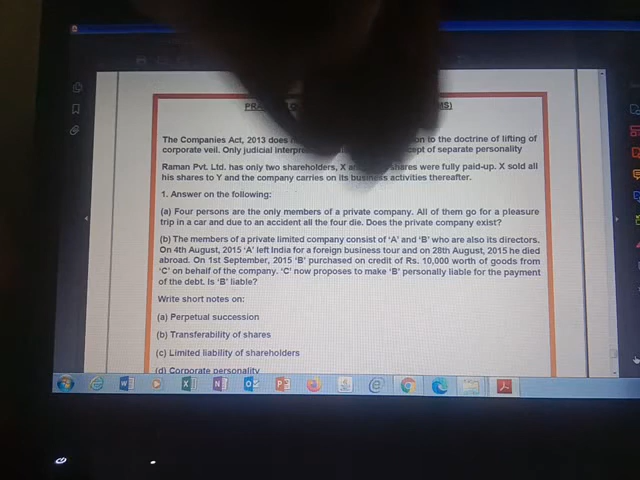 PRA
MS)
The Companies Act, 2013 does on to the doctrine of lifting of
corporate veil. Only judicial cept of separate personality
Raman Pvt. Ltd. has only two shareholders, X shares were fully paid-up. X sold all
his shares to Y and the company carries on its business activities thereafter.
1. Answer on the following:
(a) Four persons are the only members of a private company. All of them go for a pleasure
trip in a car and due to an accident all the four die. Does the private company exist?
(b) The members of a private limited company consist of 'A' and 'B' who are also its directors.
On 4th August, 2015 'A' left India for a foreign business tour and on 28th August, 2015 he died
abroad. On 1st September, 2015 'B' purchased on credit of Rs. 10,000 worth of goods from
'C' on behalf of the company. 'C' now proposes to make 'B' personally liable for the payment
of the debt. Is 'B' liable?
Write short notes on:
(a) Perpetual succession
(b) Transferability of shares
(c) Limited liability of shareholders
(d) Corporate personality